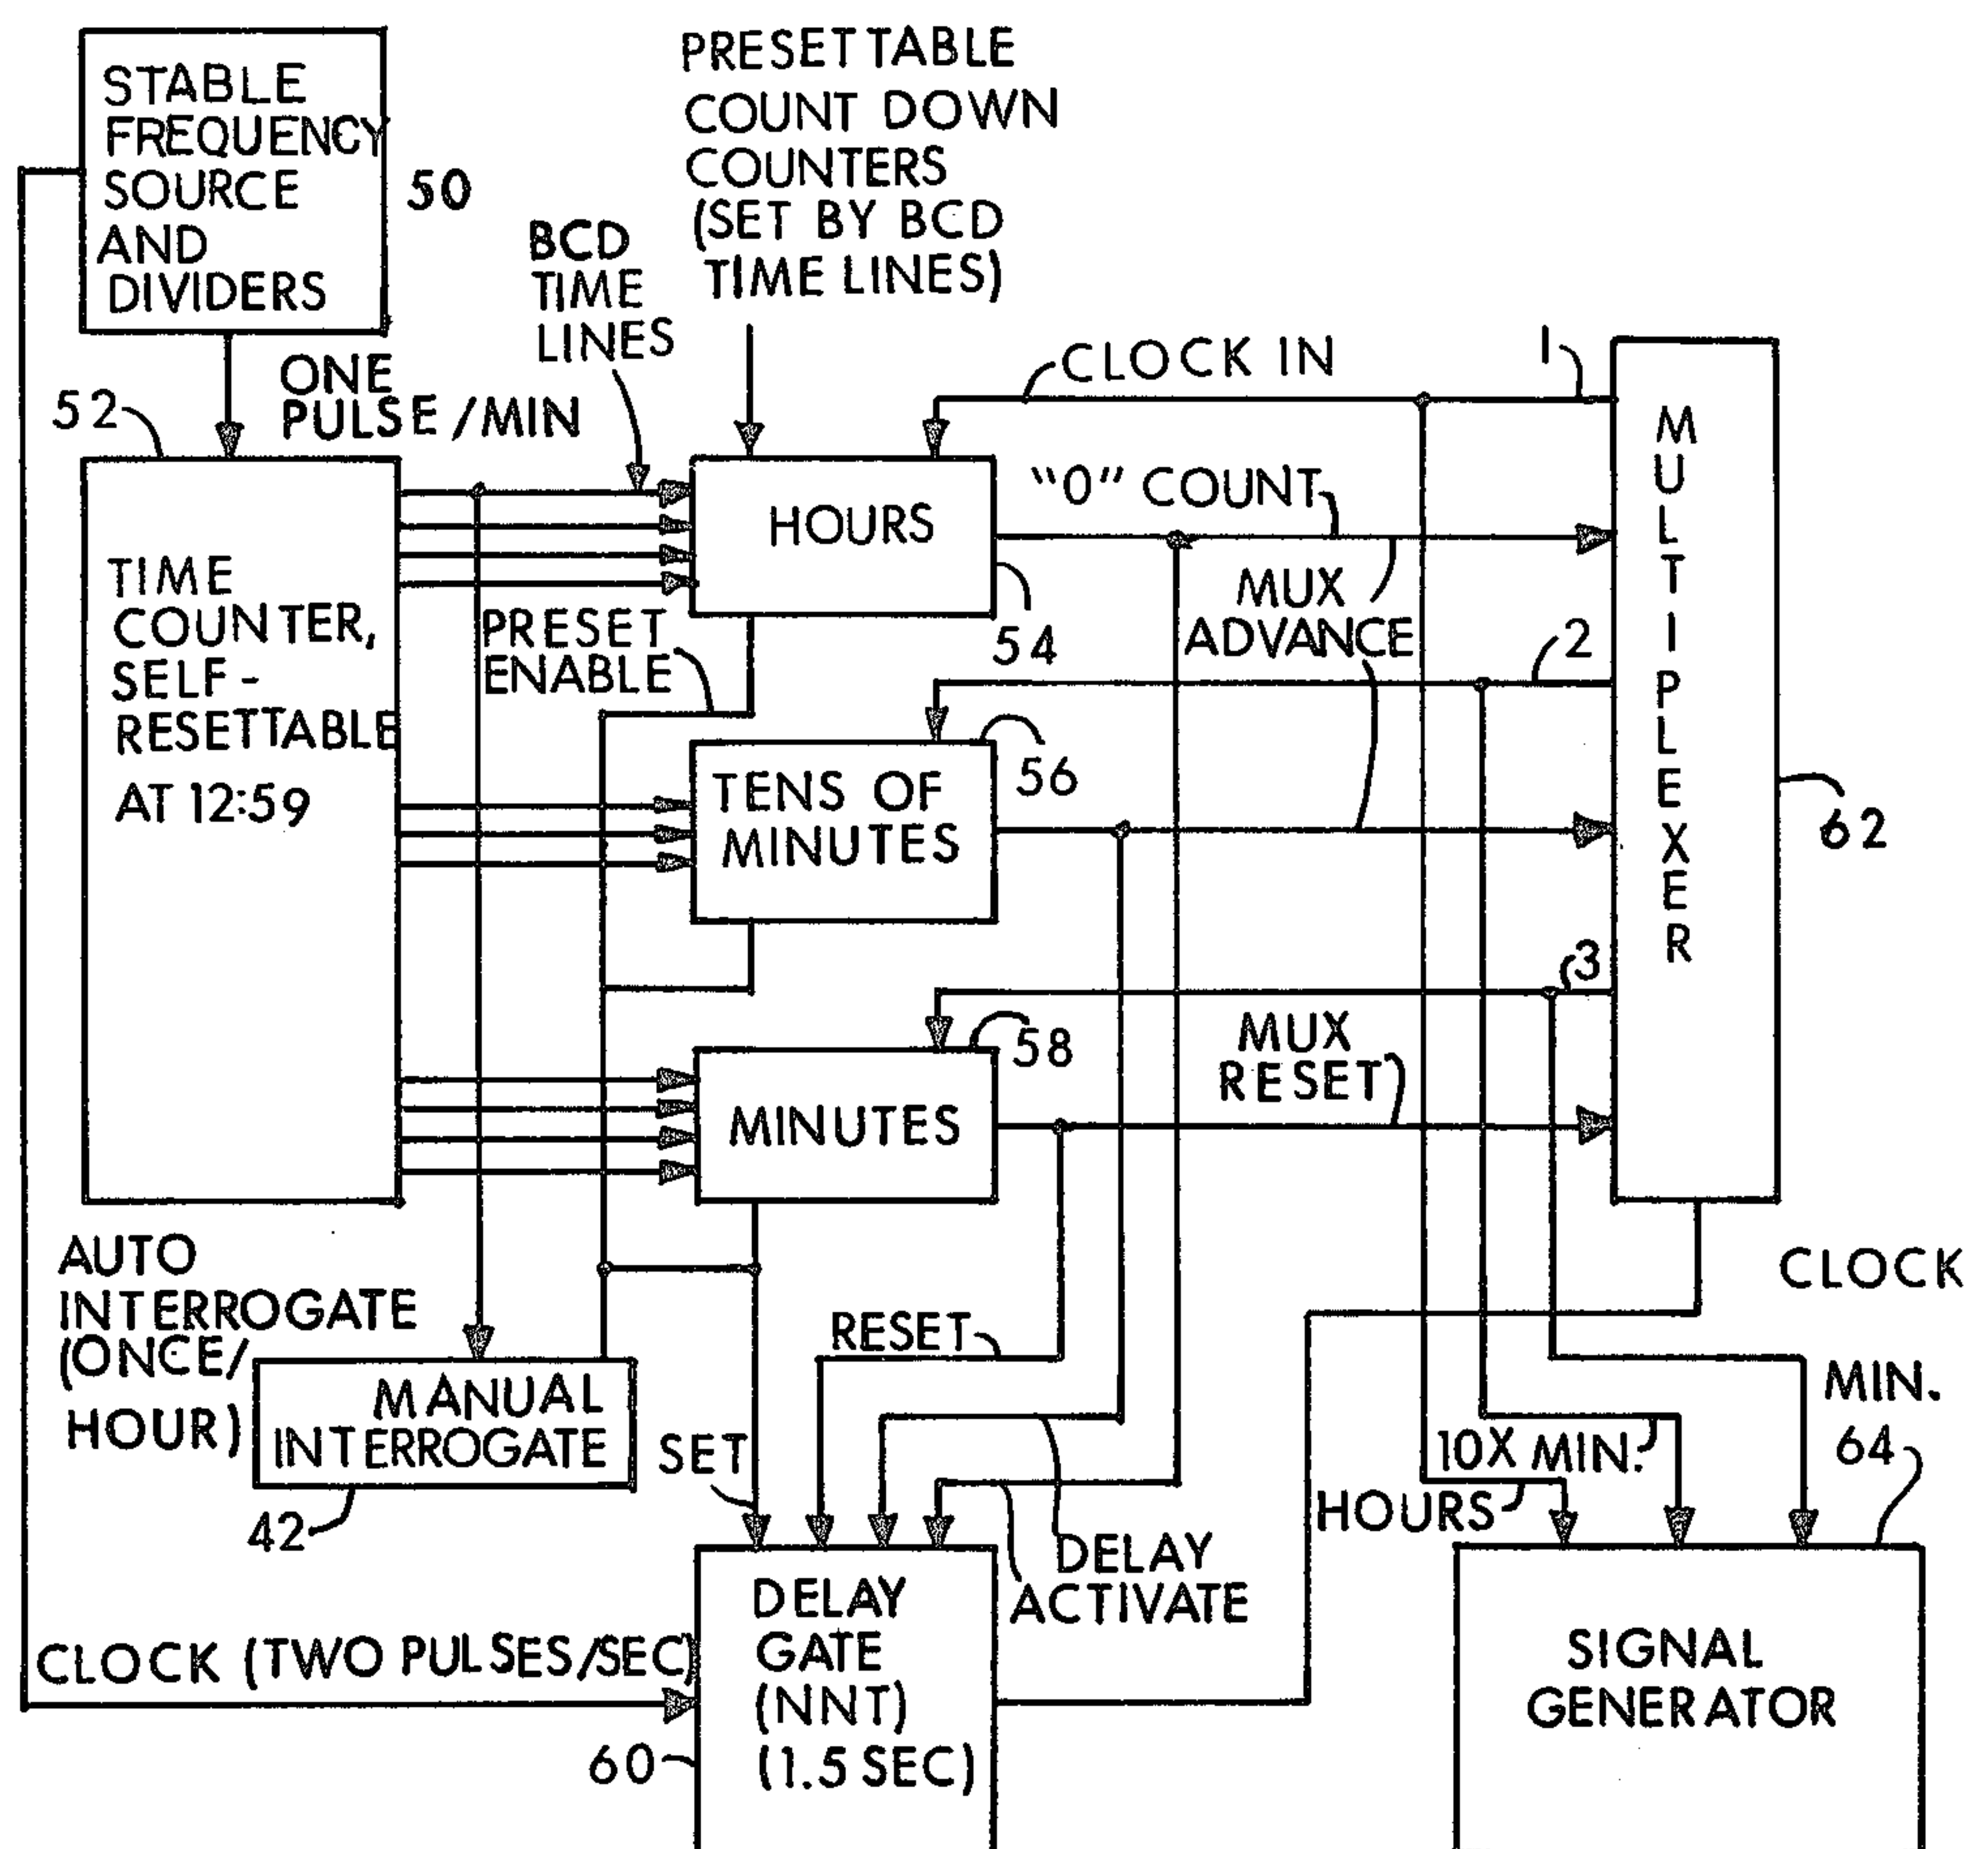 STABLE
FREQUENCY
SOURCE
AND
DIVIDERS
50
PRESETTABLE
COUNT DOWN
COUNTERS
(SET BY BCD
TIME LINES)
BCD
TIME
LINES
ONE
PULSE/MIN
52
CLOCK IN
1
"0" COUNT
HOURS
54
MUX
ADVANCE
2
TIME
COUNTER,
SELF-
RESETTABLE
AT 12:59
PRESET
ENABLE
TENS OF
MINUTES
56
MULTIPLEXER
62
3
MINUTES
58
MUX
RESET
AUTO
INTERROGATE
(ONCE/
HOUR)
MANUAL
INTERROGATE
42
SET
RESET
CLOCK
MIN.
10X MIN.
HOURS
64
DELAY
ACTIVATE
CLOCK (TWO PULSES/SEC)
DELAY
GATE
(NNT)
(1.5 SEC)
60
SIGNAL
GENERATOR